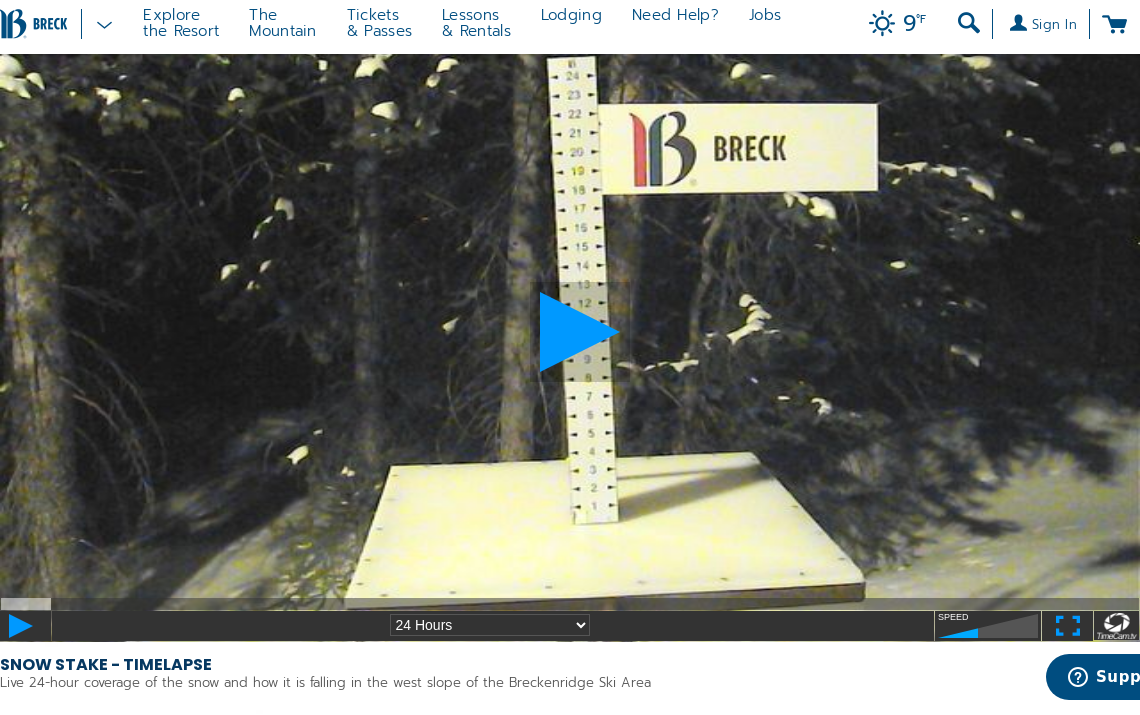 BRECK
Explore
the Resort
The
Mountain
Tickets
& Passes
Lessons
& Rentals
Lodging
Need Help?
Jobs
9°F
Sign In
24
23
22
21
20
19
18
17
16
15
14
13
12
9
8
7
6
5
4
3
2
1
B BRECK
24 Hours
SPEED
TimeCam.tv
SNOW STAKE - TIMELAPSE
Live 24-hour coverage of the snow and how it is falling in the west slope of the Breckenridge Ski Area
Supp